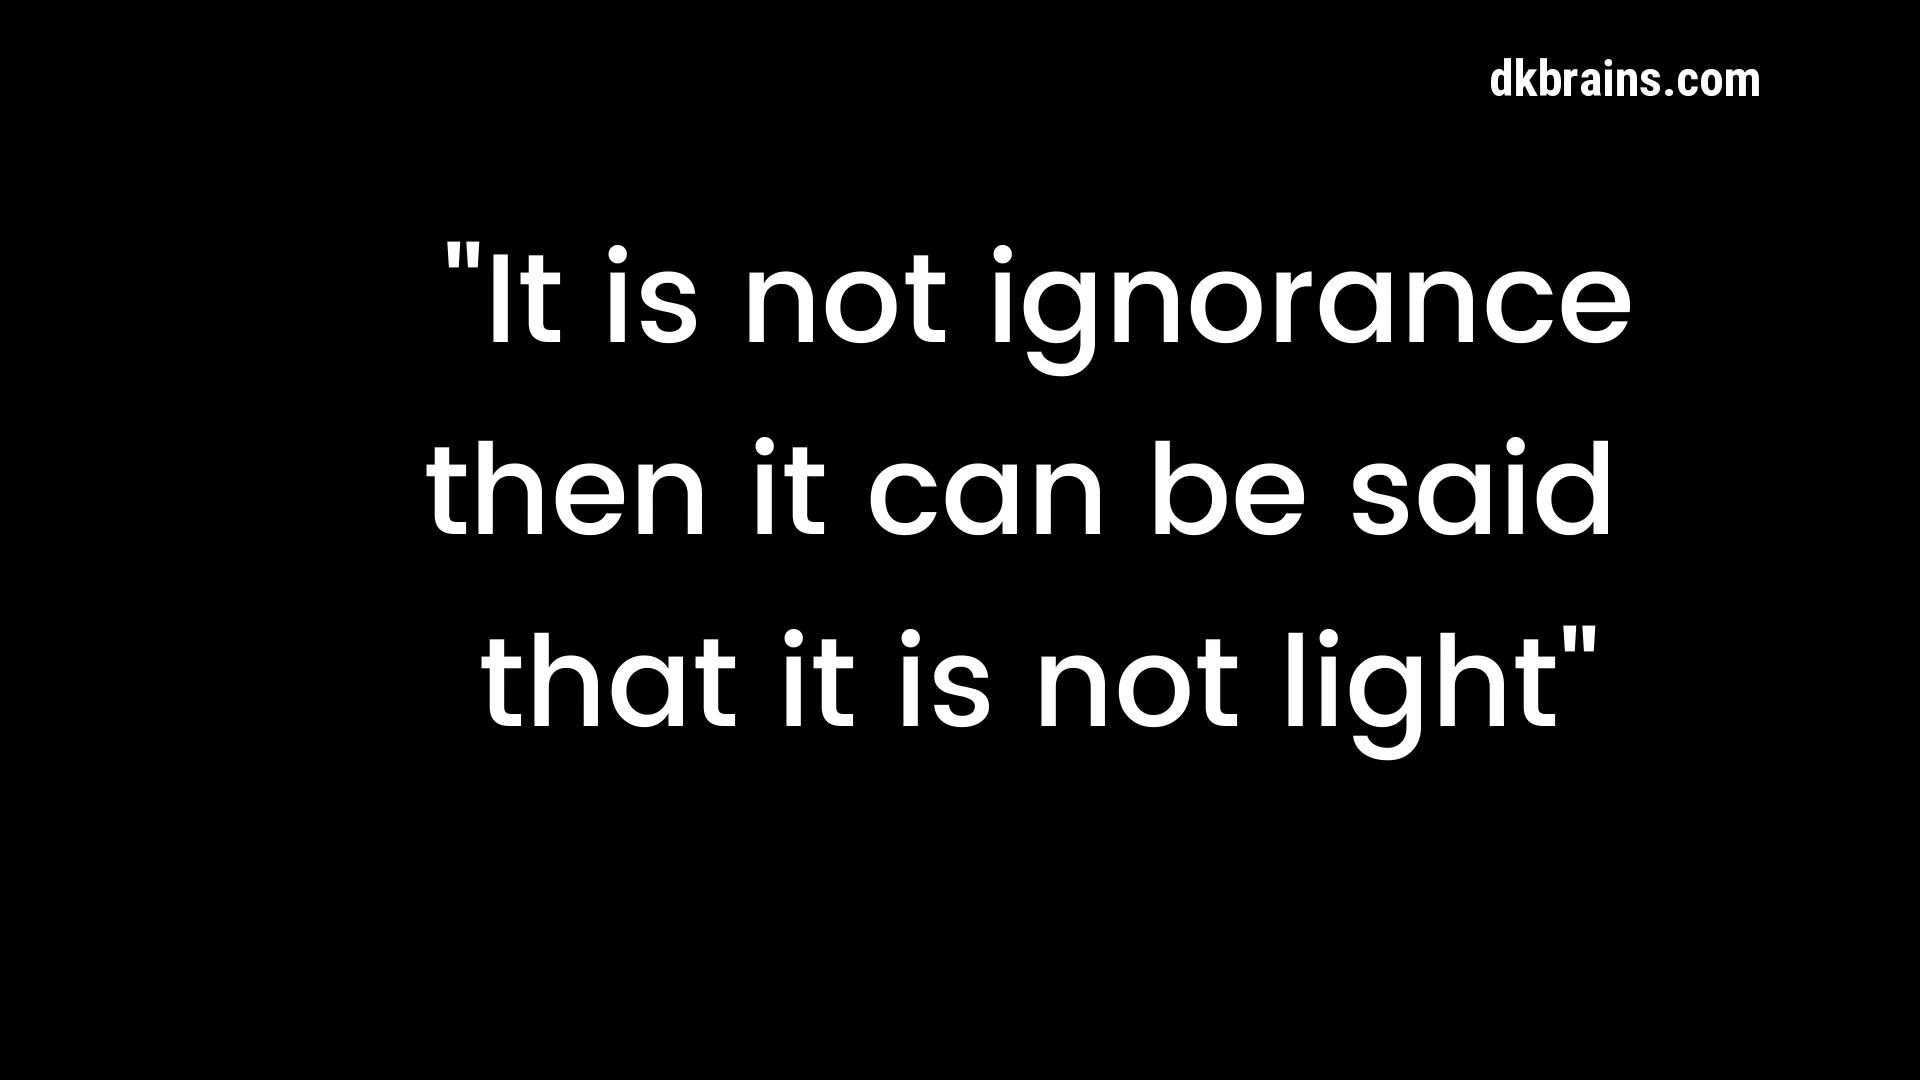 dkbrains.com
"It is not ignorance
then it can be said
that it is not light"